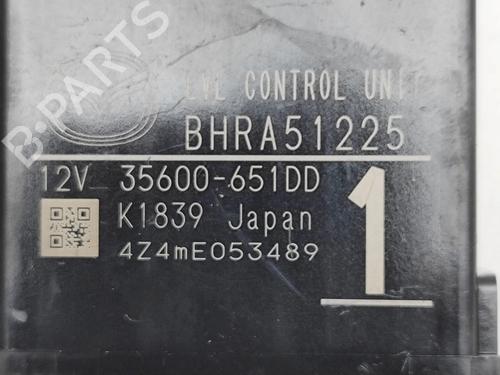 B-PARTS
LVL CONTROL UNIT
BHRA51225
12V 35600-651DD
K1839 Japan
4Z4mE053489
1